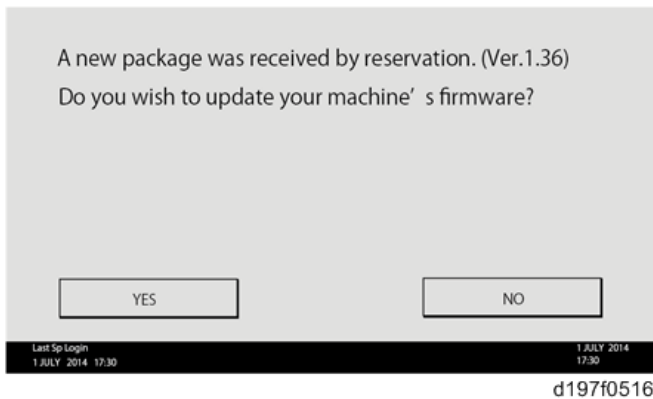 A new package was received by reservation. (Ver.1.36)
Do you wish to update your machine’ s firmware?
YES
NO
Last Sp Login
1 JULY 2014 17:30
1 JULY 2014
17:30
d197f0516